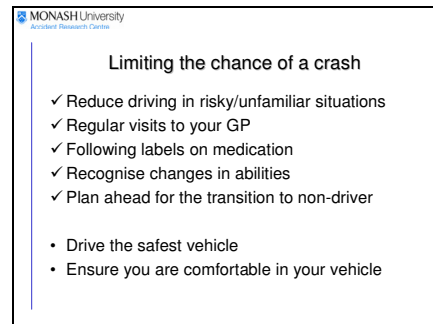 MONASH University
Accident Research Centre
Limiting the chance of a crash
✓ Reduce driving in risky/unfamiliar situations
✓ Regular visits to your GP
✓ Following labels on medication
✓ Recognise changes in abilities
✓ Plan ahead for the transition to non-driver
• Drive the safest vehicle
• Ensure you are comfortable in your vehicle